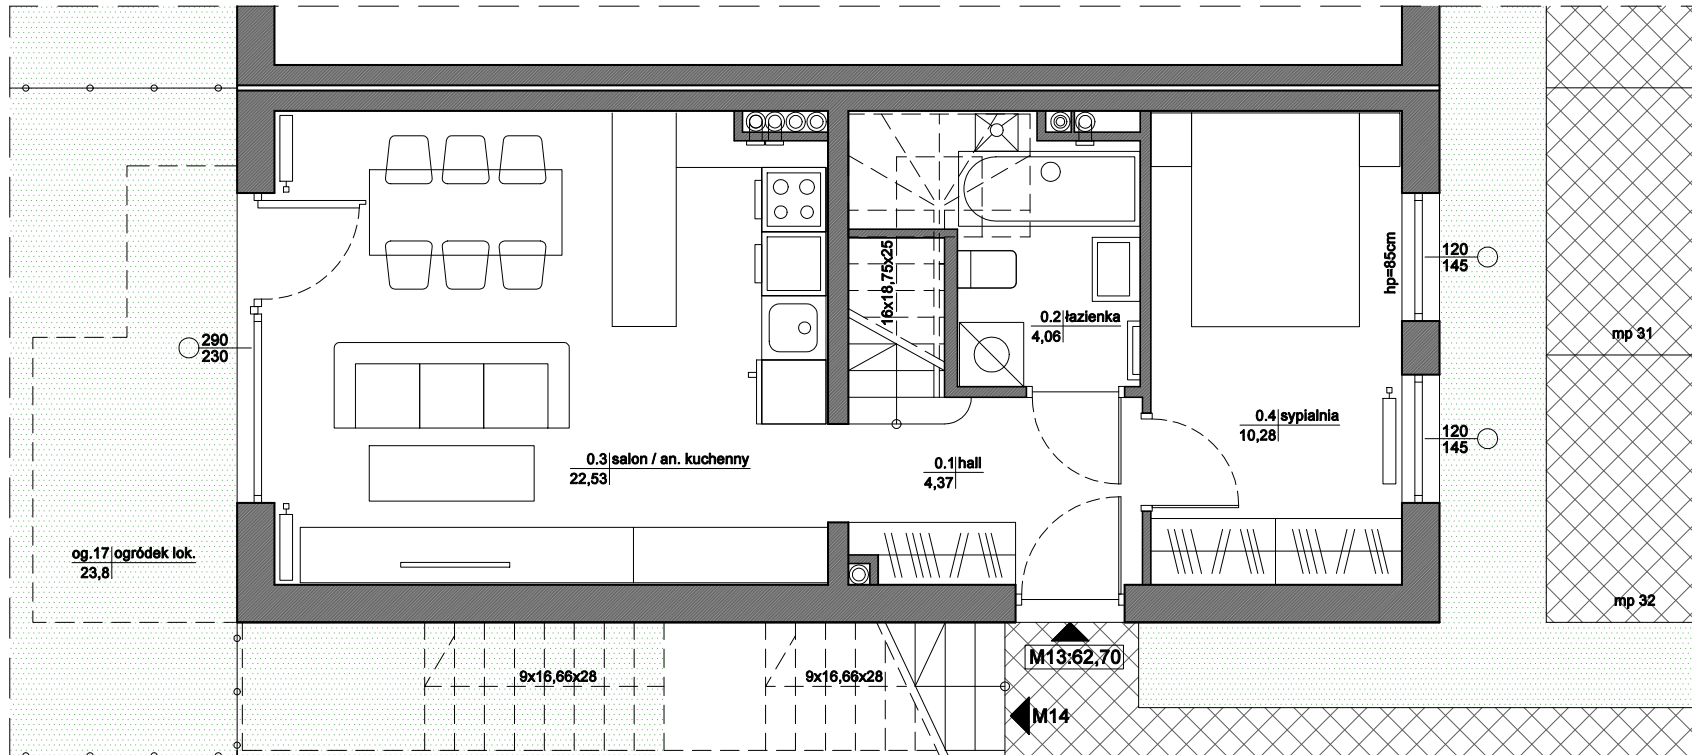 290
230
og.17 ogródek lok.
23,8
0.3 salon / an. kuchenny
22,53
16x18,75x25
0.2 łazienka
4,06
0.1 hall
4,37
0.4 sypialnia
10,28
hp=85cm
120
145
120
145
mp 31
mp 32
9x16,66x28
9x16,66x28
M13:62,70
M14